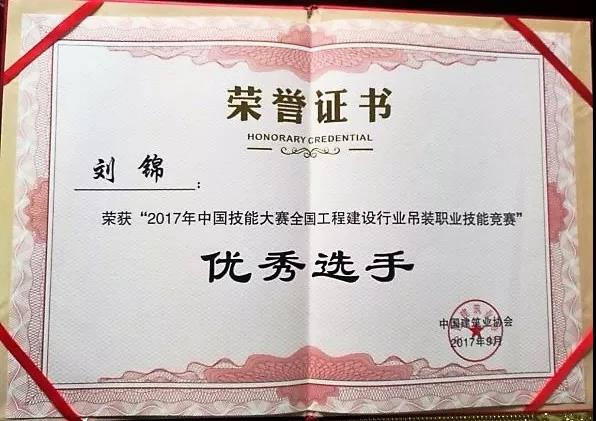 荣誉证书
HONORARY CREDENTIAL
刘 锦：
荣获“2017年中国技能大赛全国工程建设行业吊装职业技能竞赛”
优秀选手
中国建筑业协会
2017年9月